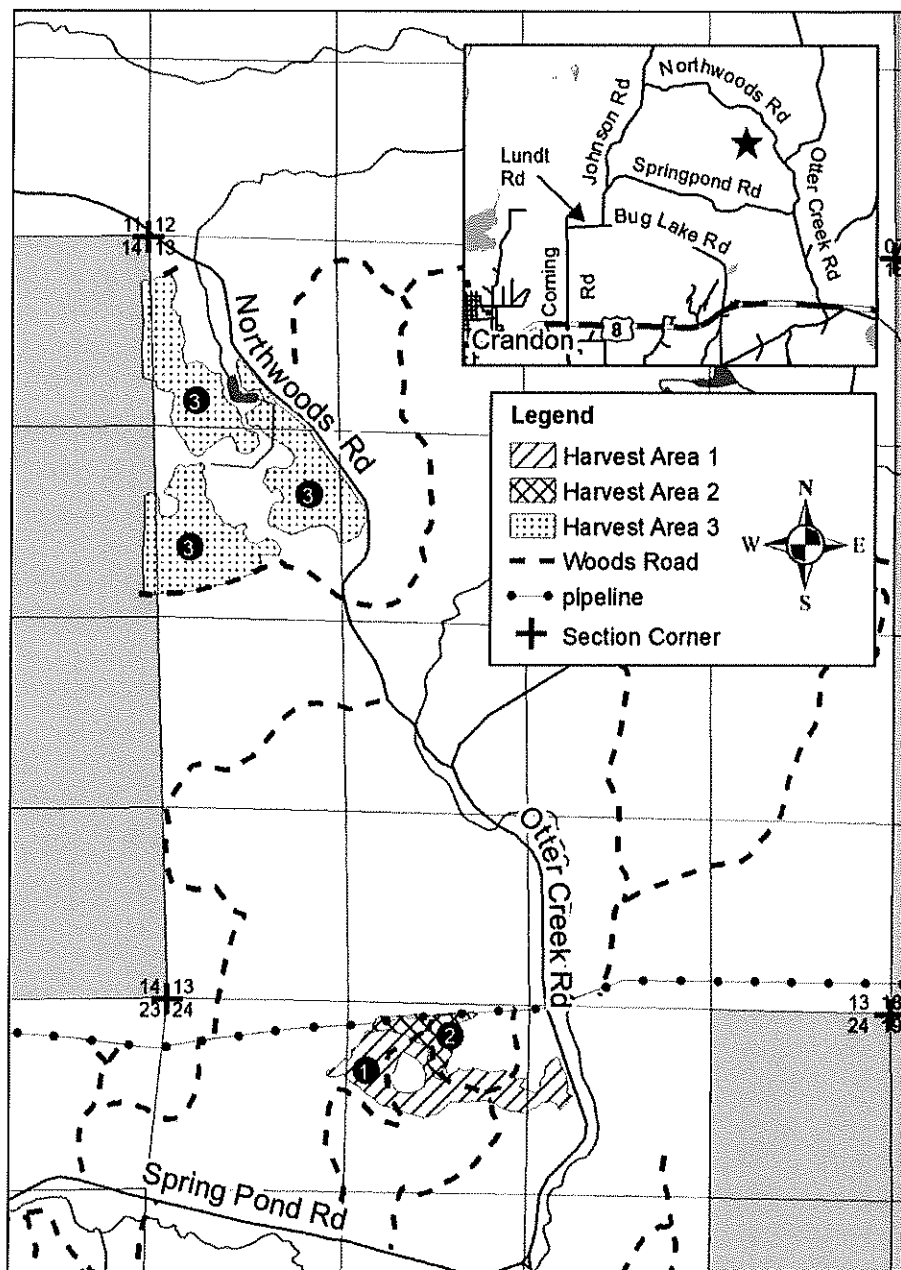 Northwoods Rd
Johnson Rd
Lundt
Rd
Springpond Rd
Otter Creek Rd
Bug Lake Rd
Coming
Rd
8
Crandon
11 12
14 13
Northwoods Rd
3
3
3
Legend
Harvest Area 1
Harvest Area 2
Harvest Area 3
Woods Road
pipeline
Section Corner
N
W E
S
Otter Creek Rd
14 13
23 24
13 18
24 19
2
1
Spring Pond Rd